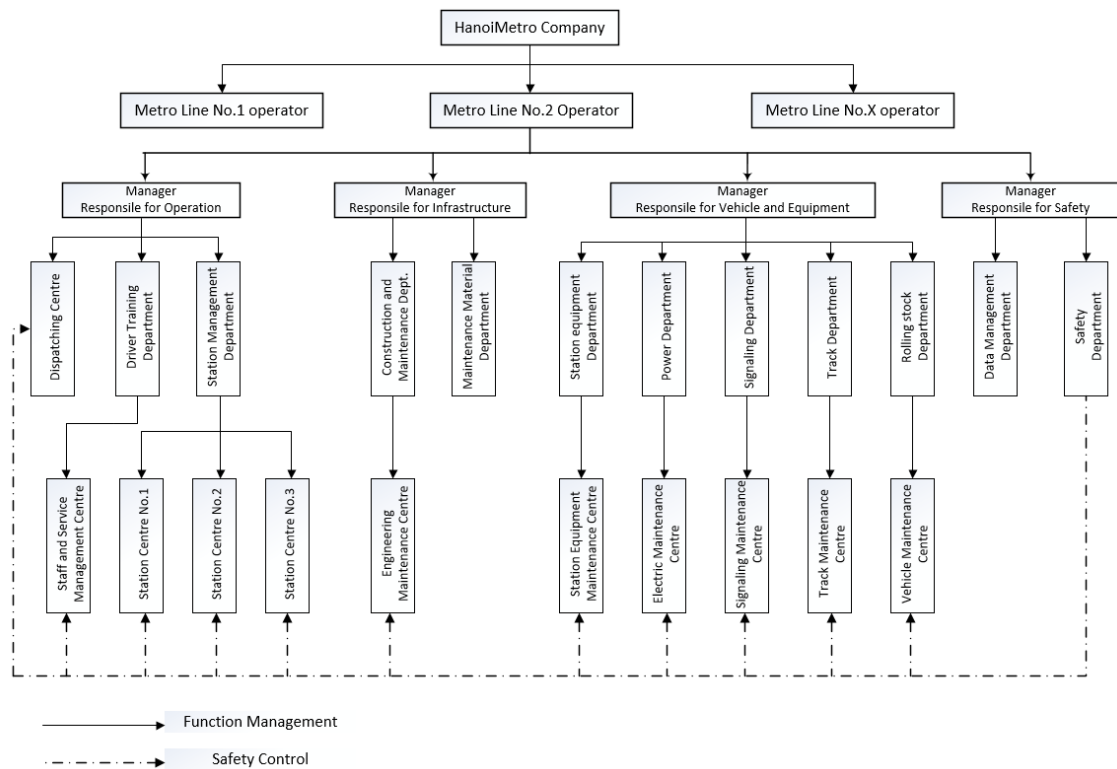 HanoiMetro Company
Metro Line No.1 operator
Metro Line No.2 Operator
Metro Line No.X operator
Manager
Responsile for Operation
Manager
Responsile for Infrastructure
Manager
Responsile for Vehicle and Equipment
Manager
Responsile for Safety
Dispatching Centre
Driver Training
Department
Station Management
Department
Construction and
Maintenance Dept.
Maintenance Material
Department
Station equipment
Department
Power Department
Signaling Department
Track Department
Rolling stock
Department
Data Management Department
Safety
Department
Staff and Service
Management Centre
Station Centre No.1
Station Centre No.2
Station Centre No.3
Engineering
Maintenance Centre
Station Equipment
Maintenance Centre
Electric Maintenance
Centre
Signaling Maintenance
Centre
Track Maintenance
Centre
Vehicle Maintenance
Centre
Function Management
Safety Control